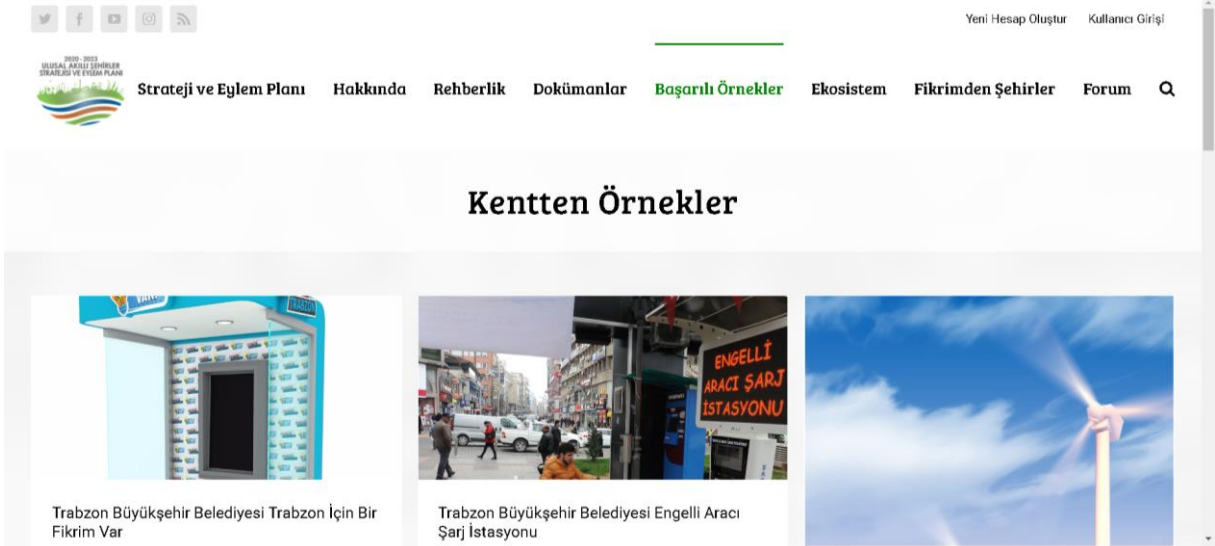 Yeni Hesap Oluştur Kullanıcı Girişi
2020 - 2023
ULUSAL AKILLI ŞEHİRLER
STRATEJİSİ VE EYLEM PLANI
Strateji ve Eylem Planı Hakkında Rehberlik Dokümanlar Başarılı Örnekler Ekosistem Fikrimden Şehirler Forum
Kentten Örnekler
VAR!
TRABZON
ENGELLİ
ARACI ŞARJ
İSTASYONU
Trabzon Büyükşehir Belediyesi Trabzon İçin Bir
Fikrim Var
Trabzon Büyükşehir Belediyesi Engelli Aracı
Şarj İstasyonu